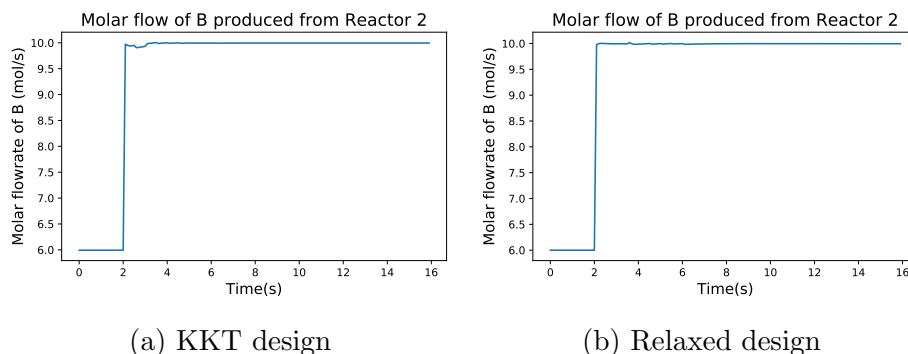 Molar flow of B produced from Reactor 2
Molar flowrate of B (mol/s)
10.0
9.5
9.0
8.5
8.0
7.5
7.0
6.5
6.0
0 2 4 6 8 10 12 14 16
Time(s)
(a) KKT design
Molar flow of B produced from Reactor 2
Molar flowrate of B (mol/s)
10.0
9.5
9.0
8.5
8.0
7.5
7.0
6.5
6.0
0 2 4 6 8 10 12 14 16
Time(s)
(b) Relaxed design